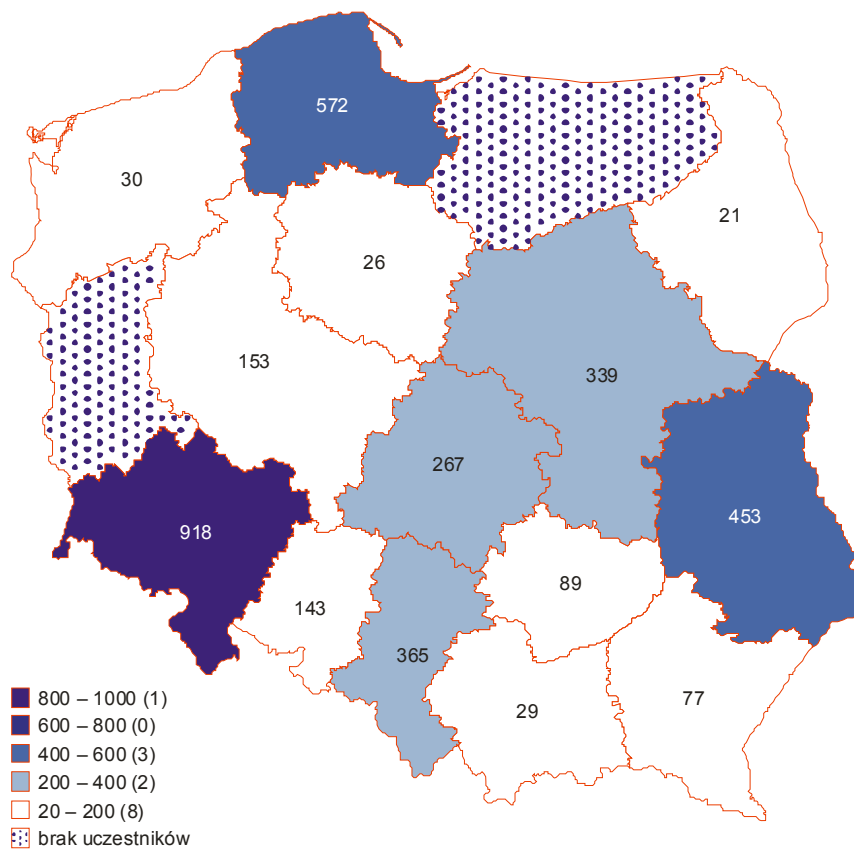 572
30
21
26
153
339
267
453
918
89
143
365
77
29
800 – 1000 (1)
600 – 800 (0)
400 – 600 (3)
200 – 400 (2)
20 – 200 (8)
brak uczestników